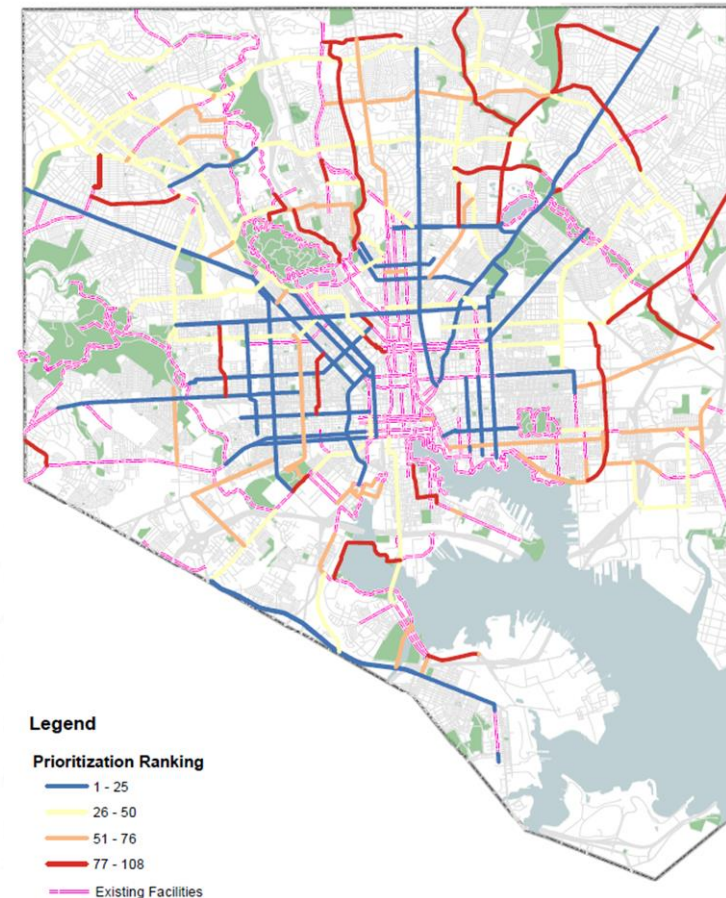 Legend
Prioritization Ranking
1 - 25
26 - 50
51 - 76
77 - 108
Existing Facilities